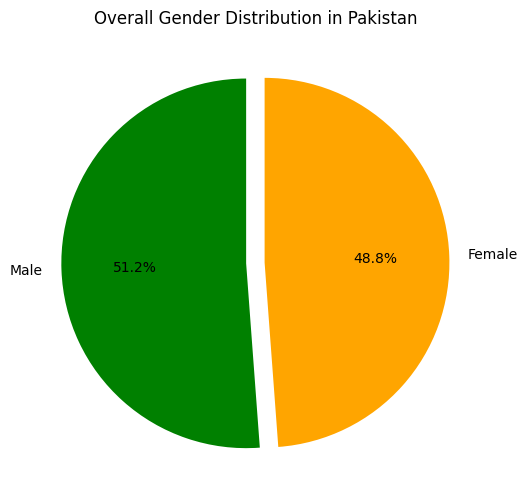 Overall Gender Distribution in Pakistan
Male
51.2%
48.8%
Female